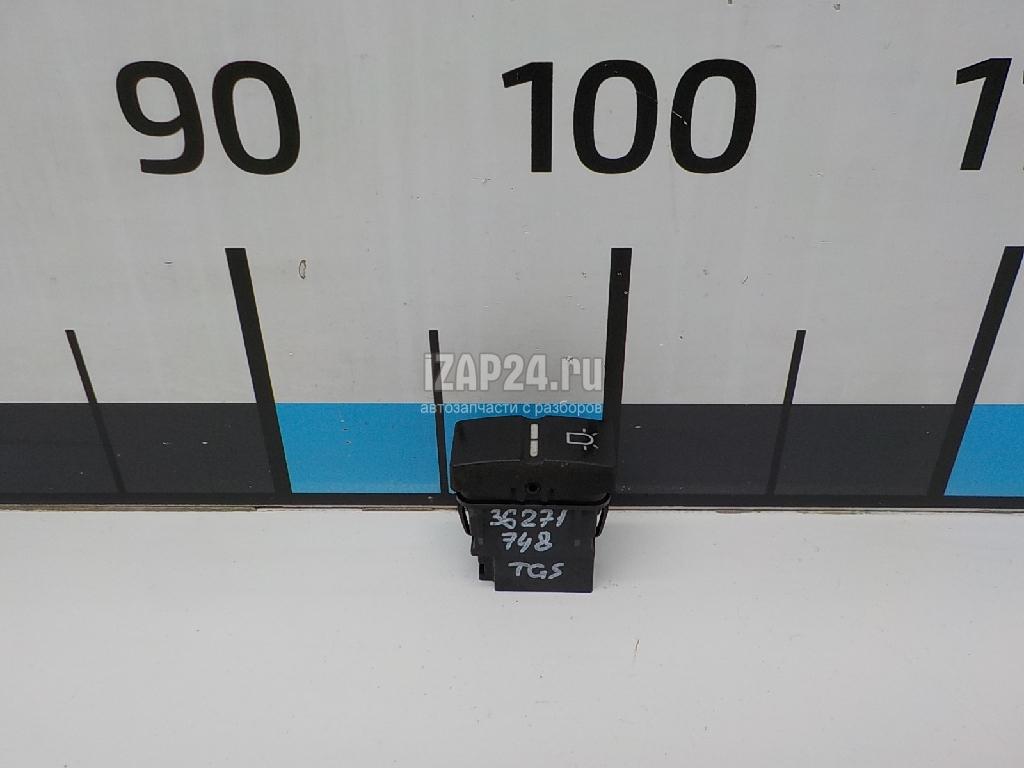 90 100
iZAP24.ru
автозапчасти с разборов
36271
748
TGS